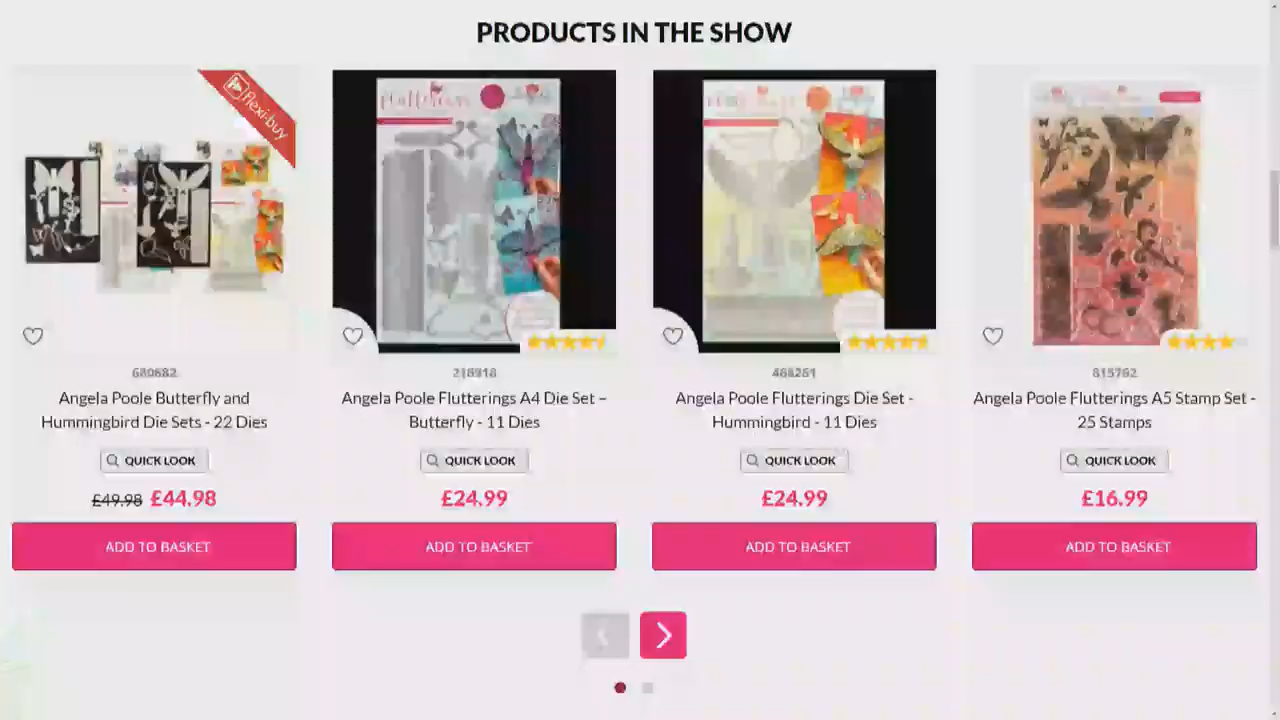 PRODUCTS IN THE SHOW
flexi-buy
Flutterings
680682
Angela Poole Butterfly and
Hummingbird Die Sets - 22 Dies
QUICK LOOK
£49.98 £44.98
ADD TO BASKET
218918
Angela Poole Flutterings A4 Die Set –
Butterfly - 11 Dies
QUICK LOOK
£24.99
ADD TO BASKET
Angela Poole Flutterings Die Set -
Hummingbird - 11 Dies
QUICK LOOK
£24.99
ADD TO BASKET
815762
Angela Poole Flutterings A5 Stamp Set -
25 Stamps
QUICK LOOK
£16.99
ADD TO BASKET